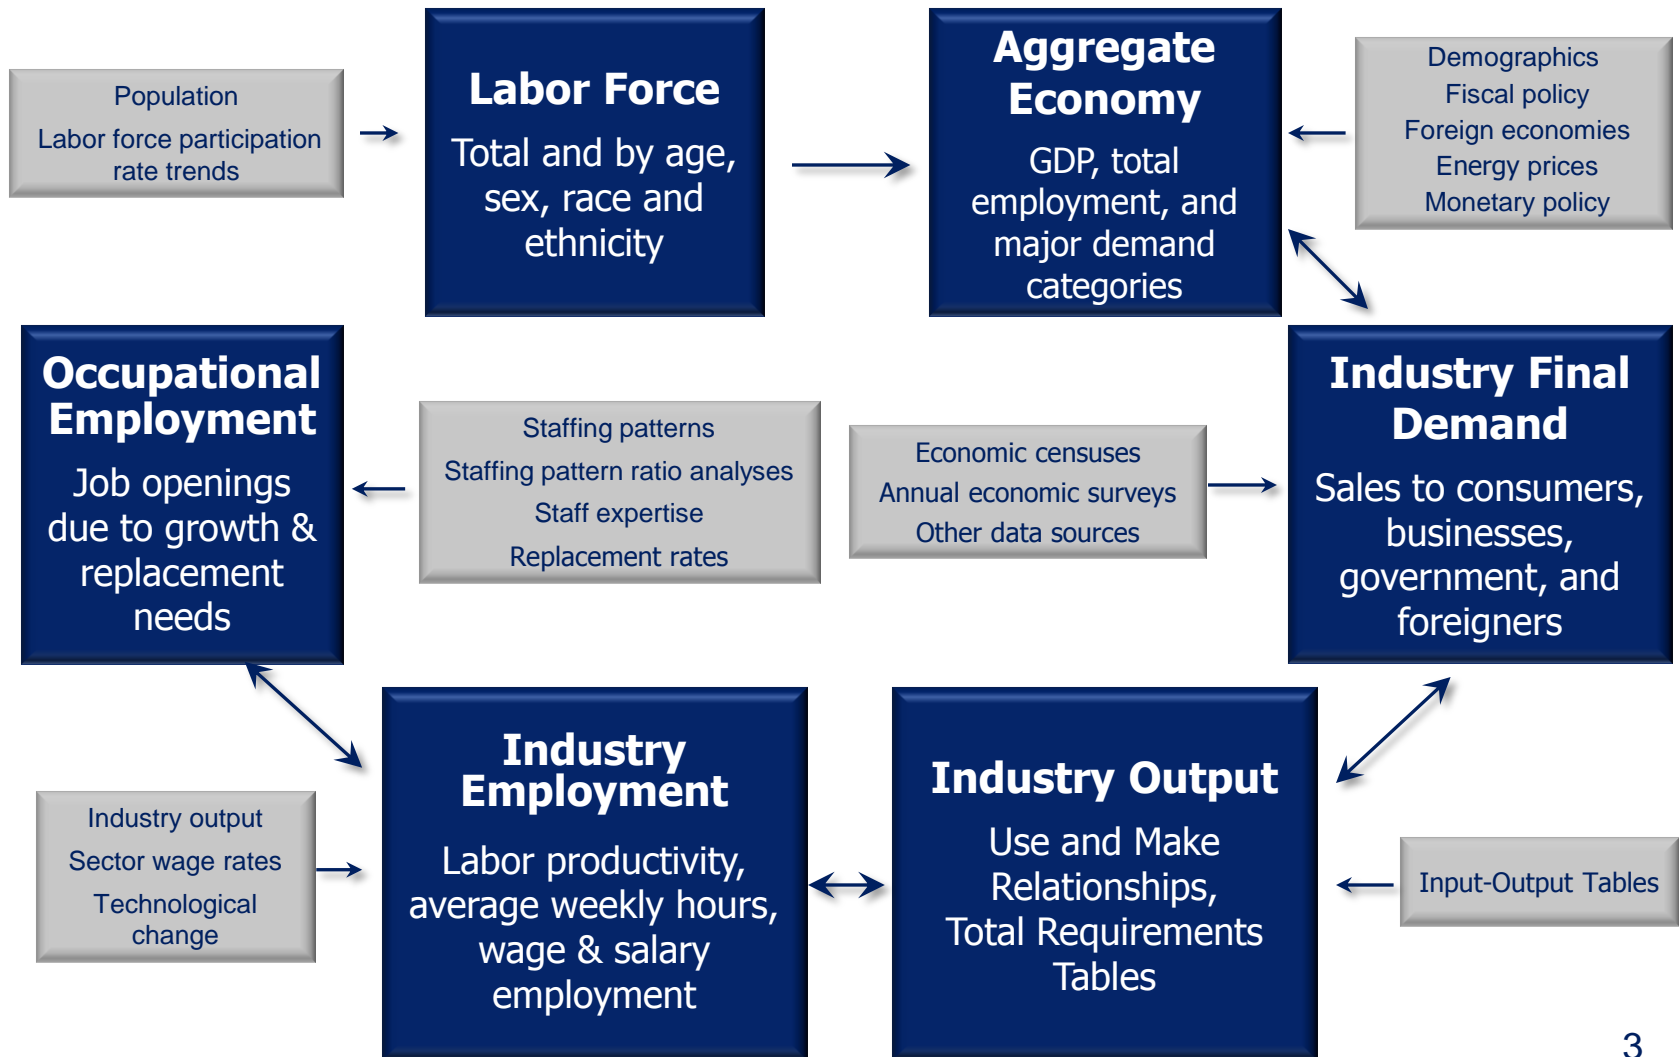 Population
Labor force participation
rate trends
Labor Force
Total and by age,
sex, race and
ethnicity
Aggregate
Economy
GDP, total
employment, and
major demand
categories
Demographics
Fiscal policy
Foreign economies
Energy prices
Monetary policy
Occupational
Employment
Job openings
due to growth &
replacement
needs
Staffing patterns
Staffing pattern ratio analyses
Staff expertise
Replacement rates
Economic censuses
Annual economic surveys
Other data sources
Industry Final
Demand
Sales to consumers,
businesses,
government, and
foreigners
Industry output
Sector wage rates
Technological
change
Industry
Employment
Labor productivity,
average weekly hours,
wage & salary
employment
Industry Output
Use and Make
Relationships,
Total Requirements
Tables
Input-Output Tables
3